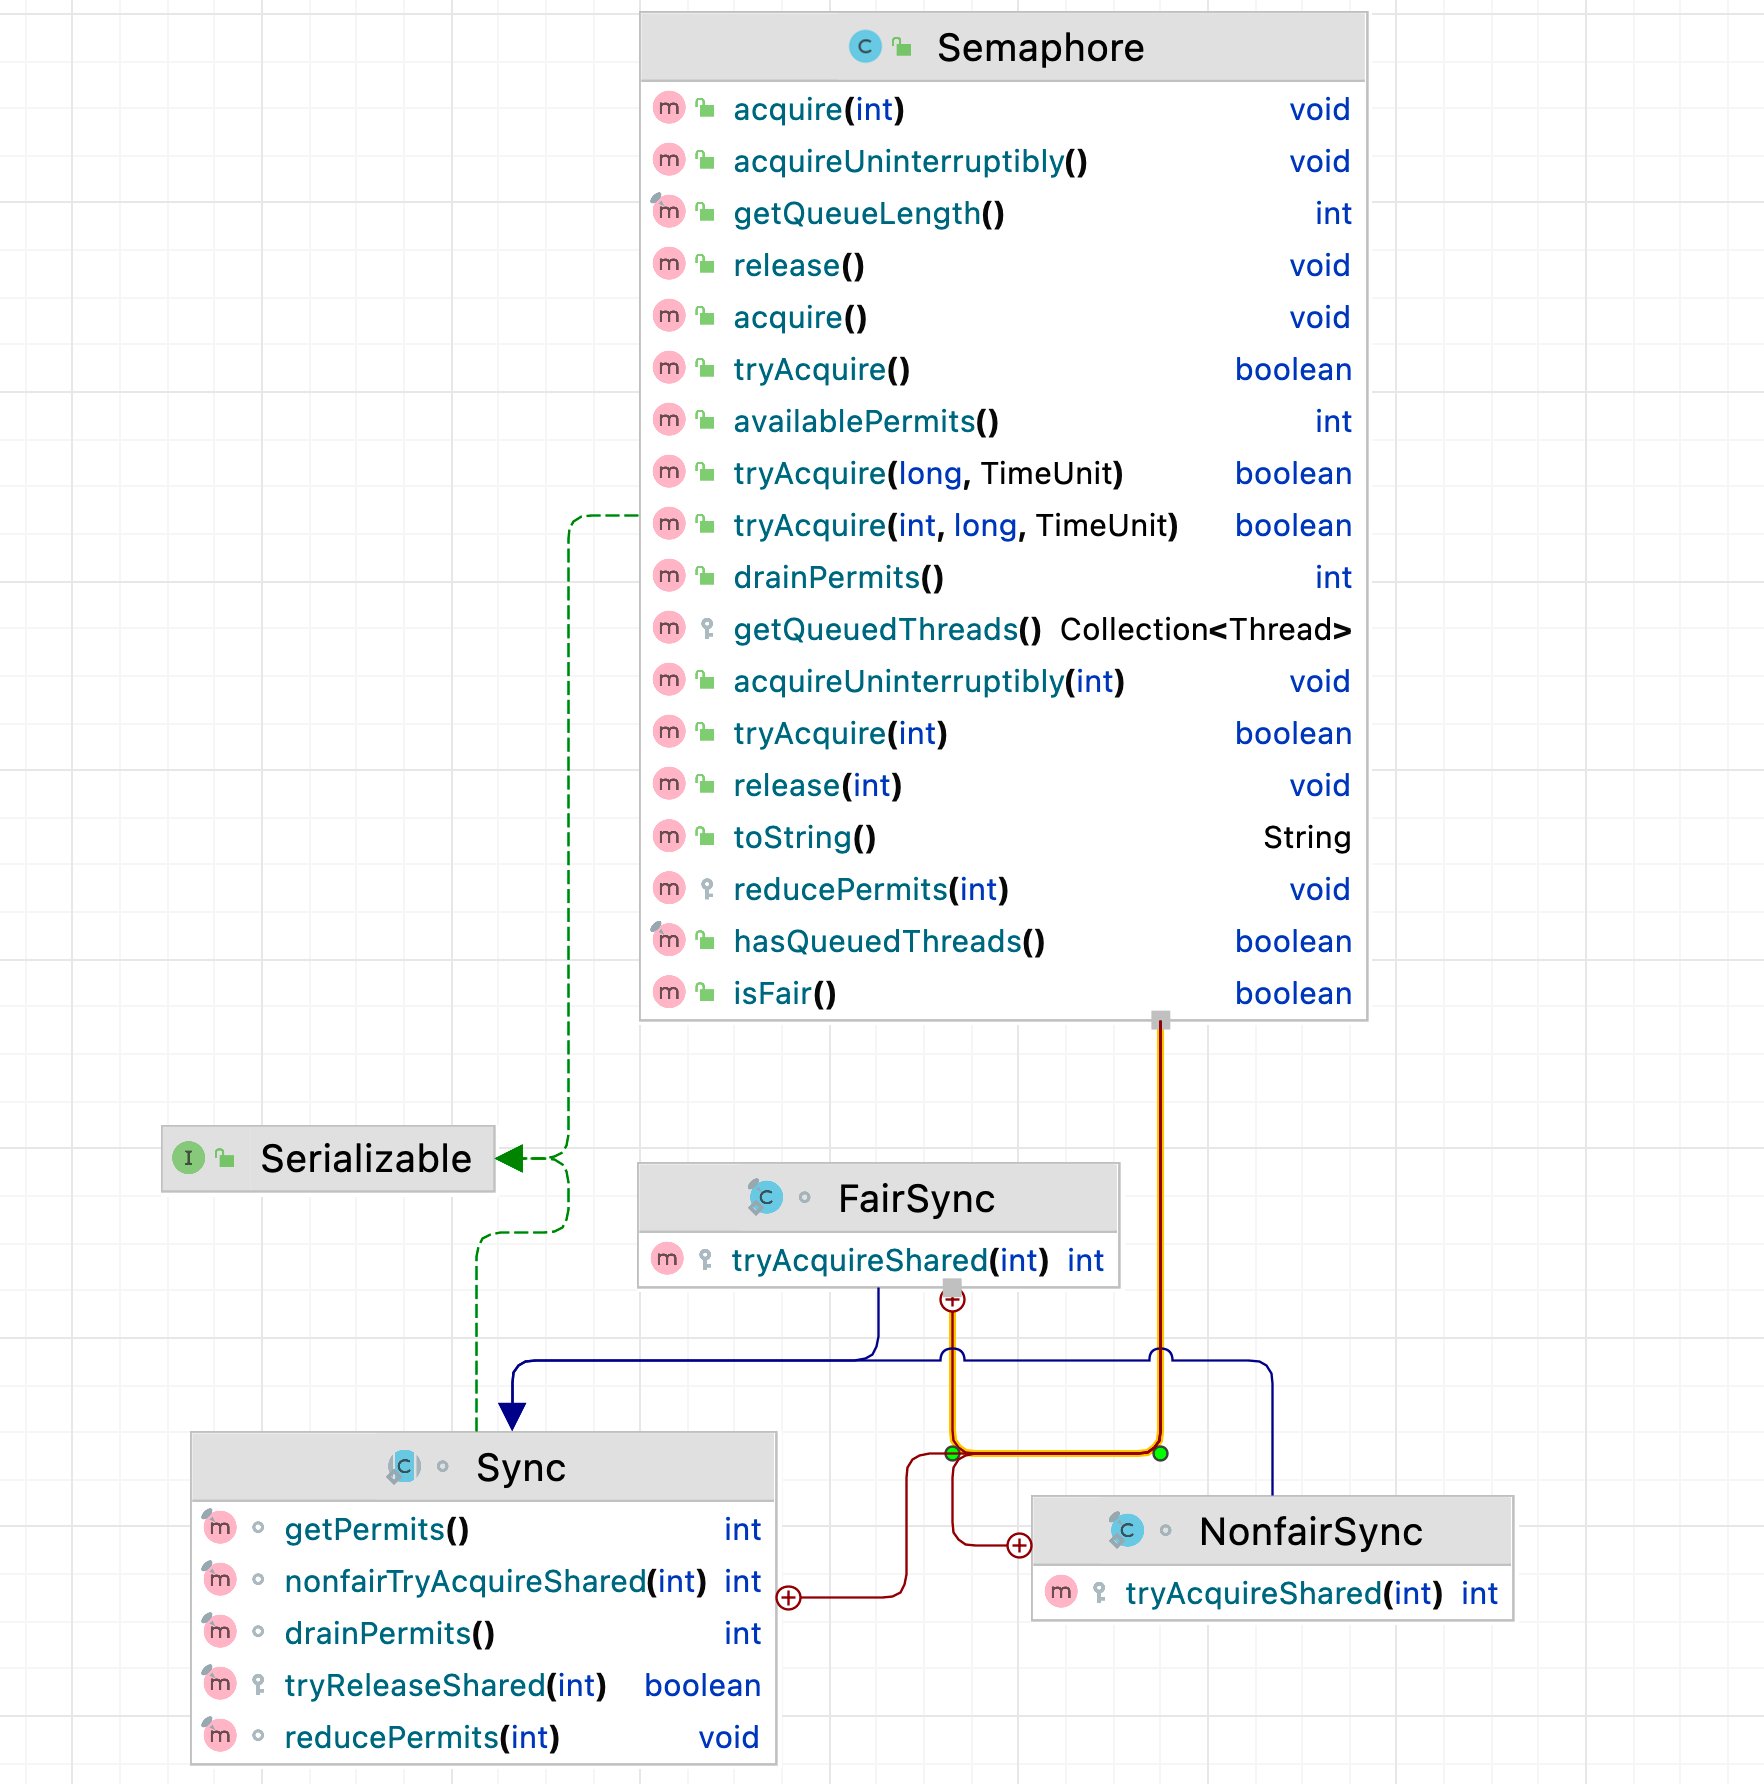 Semaphore
acquire(int) void
acquireUninterruptibly() void
getQueueLength() int
release() void
acquire() void
tryAcquire() boolean
availablePermits() int
tryAcquire(long, TimeUnit) boolean
tryAcquire(int, long, TimeUnit) boolean
drainPermits() int
getQueuedThreads() Collection<Thread>
acquireUninterruptibly(int) void
tryAcquire(int) boolean
release(int) void
toString() String
reducePermits(int) void
hasQueuedThreads() boolean
isFair() boolean
Serializable
FairSync
tryAcquireShared(int) int
Sync
getPermits() int
nonfairTryAcquireShared(int) int
drainPermits() int
tryReleaseShared(int) boolean
reducePermits(int) void
NonfairSync
tryAcquireShared(int) int